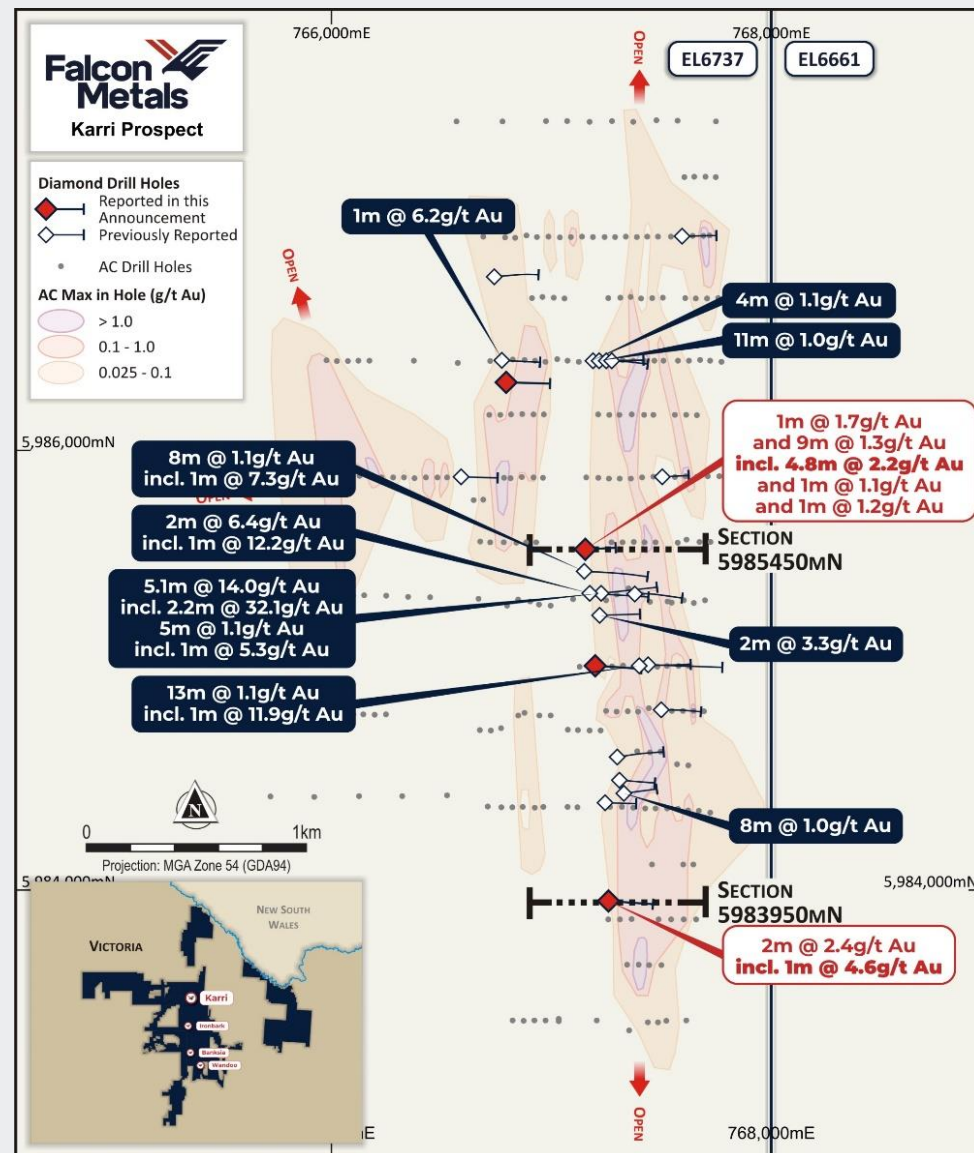 766,000mE
768,000mE
OPEN
EL6737
EL6661
Falcon
Metals
Karri Prospect
Diamond Drill Holes
Reported in this
Announcement
Previously Reported
AC Drill Holes
AC Max in Hole (g/t Au)
> 1.0
0.1 - 1.0
0.025 - 0.1
OPEN
1m @ 6.2g/t Au
4m @ 1.1g/t Au
11m @ 1.0g/t Au
5,986,000mN
1m @ 1.7g/t Au
and 9m @ 1.3g/t Au
incl. 4.8m @ 2.2g/t Au
and 1m @ 1.1g/t Au
and 1m @ 1.2g/t Au
8m @ 1.1g/t Au
incl. 1m @ 7.3g/t Au
OPEN
2m @ 6.4g/t Au
incl. 1m @ 12.2g/t Au
SECTION
5985450MN
5.1m @ 14.0g/t Au
incl. 2.2m @ 32.1g/t Au
5m @ 1.1g/t Au
incl. 1m @ 5.3g/t Au
2m @ 3.3g/t Au
13m @ 1.1g/t Au
incl. 1m @ 11.9g/t Au
N
0
1km
Projection: MGA Zone 54 (GDA94)
8m @ 1.0g/t Au
5,984,000mN
5,984,000mN
SECTION
5983950MN
2m @ 2.4g/t Au
incl. 1m @ 4.6g/t Au
NEW SOUTH
WALES
VICTORIA
Karri
Ironbark
Banksia
Wandoo
OPEN
mE
768,000mE